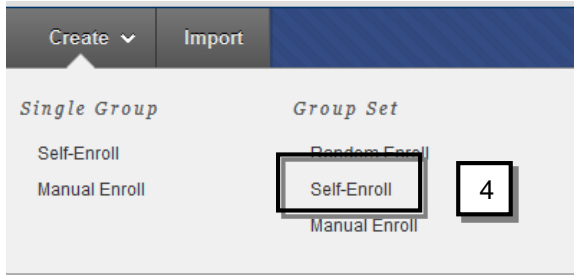 Create Import
Single Group Group Set
Self-Enroll Random Enroll
Manual Enroll Self-Enroll 4
Manual Enroll